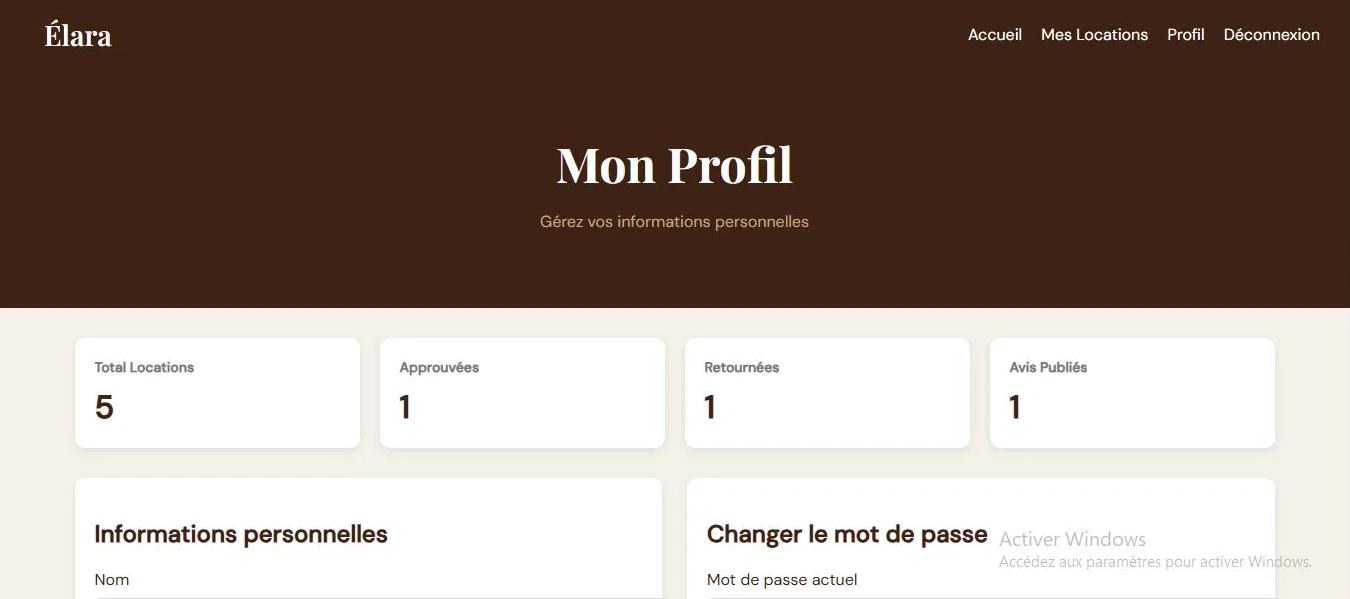 Élara
Accueil Mes Locations Profil Déconnexion
Mon Profil
Gérez vos informations personnelles
Total Locations
5
Approuvées
1
Retournées
1
Avis Publiés
1
Informations personnelles
Nom
Changer le mot de passe
Mot de passe actuel
Activer Windows
Accédez aux paramètres pour activer Windows.